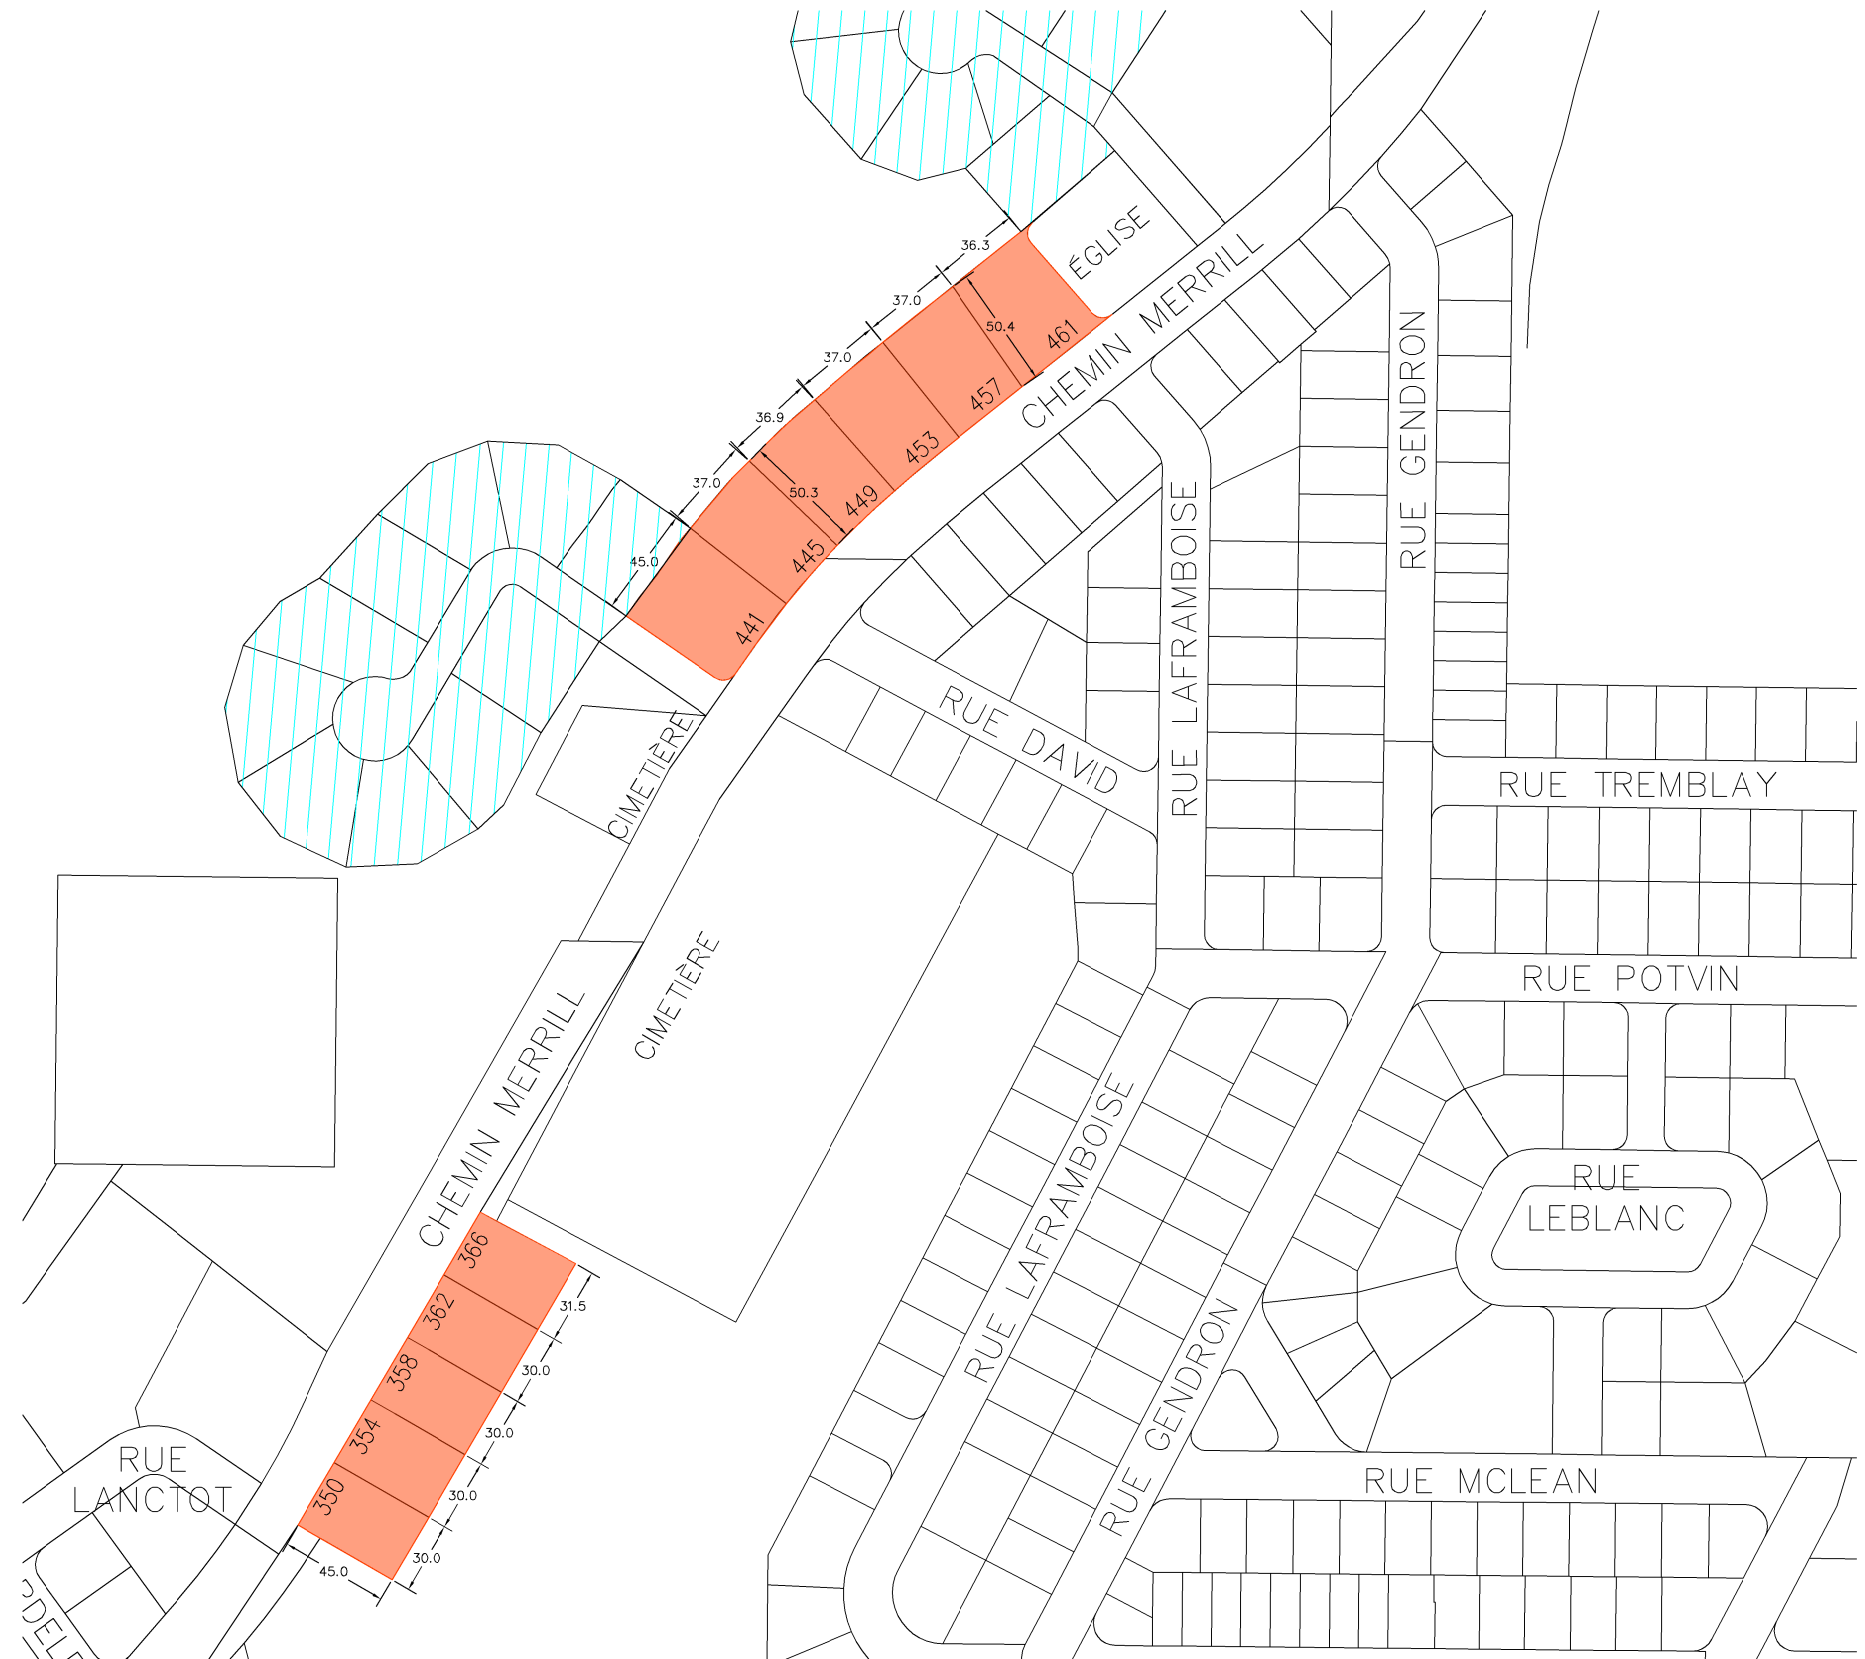 36.3
ÉGLISE
CHEMIN MERRILL
37.0
50.4
461
37.0
457
RUE GENDRON
36.9
453
37.0
50.3
449
RUE LAFRAMBOISE
45.0
445
441
RUE DAVID
CIMETIÈRE
RUE TREMBLAY
CIMETIÈRE
RUE POTVIN
CHEMIN MERRILL
RUE LAFRAMBOISE
RUE
LEBLANC
366
362
31.5
358
30.0
RUE GENDRON
354
30.0
RUE
LANCTOT
350
30.0
RUE MCLEAN
30.0
45.0